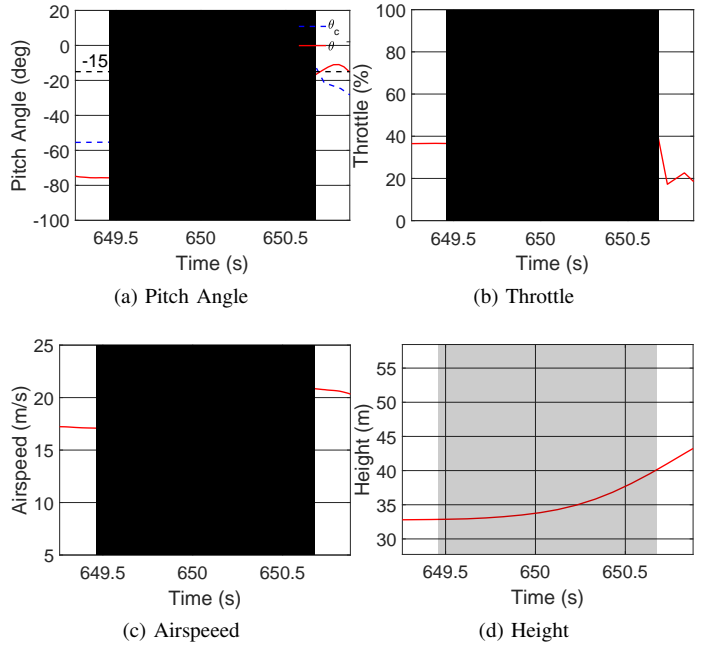 20
0
-20
-40
-60
-80
-100
Pitch Angle (deg)
-15
θc
θ
649.5 650 650.5
Time (s)
(a) Pitch Angle
100
80
60
40
20
0
Throttle (%)
649.5 650 650.5
Time (s)
(b) Throttle
25
20
15
10
5
Airspeed (m/s)
649.5 650 650.5
Time (s)
(c) Airspeeed
55
50
45
40
35
30
Height (m)
649.5 650 650.5
Time (s)
(d) Height